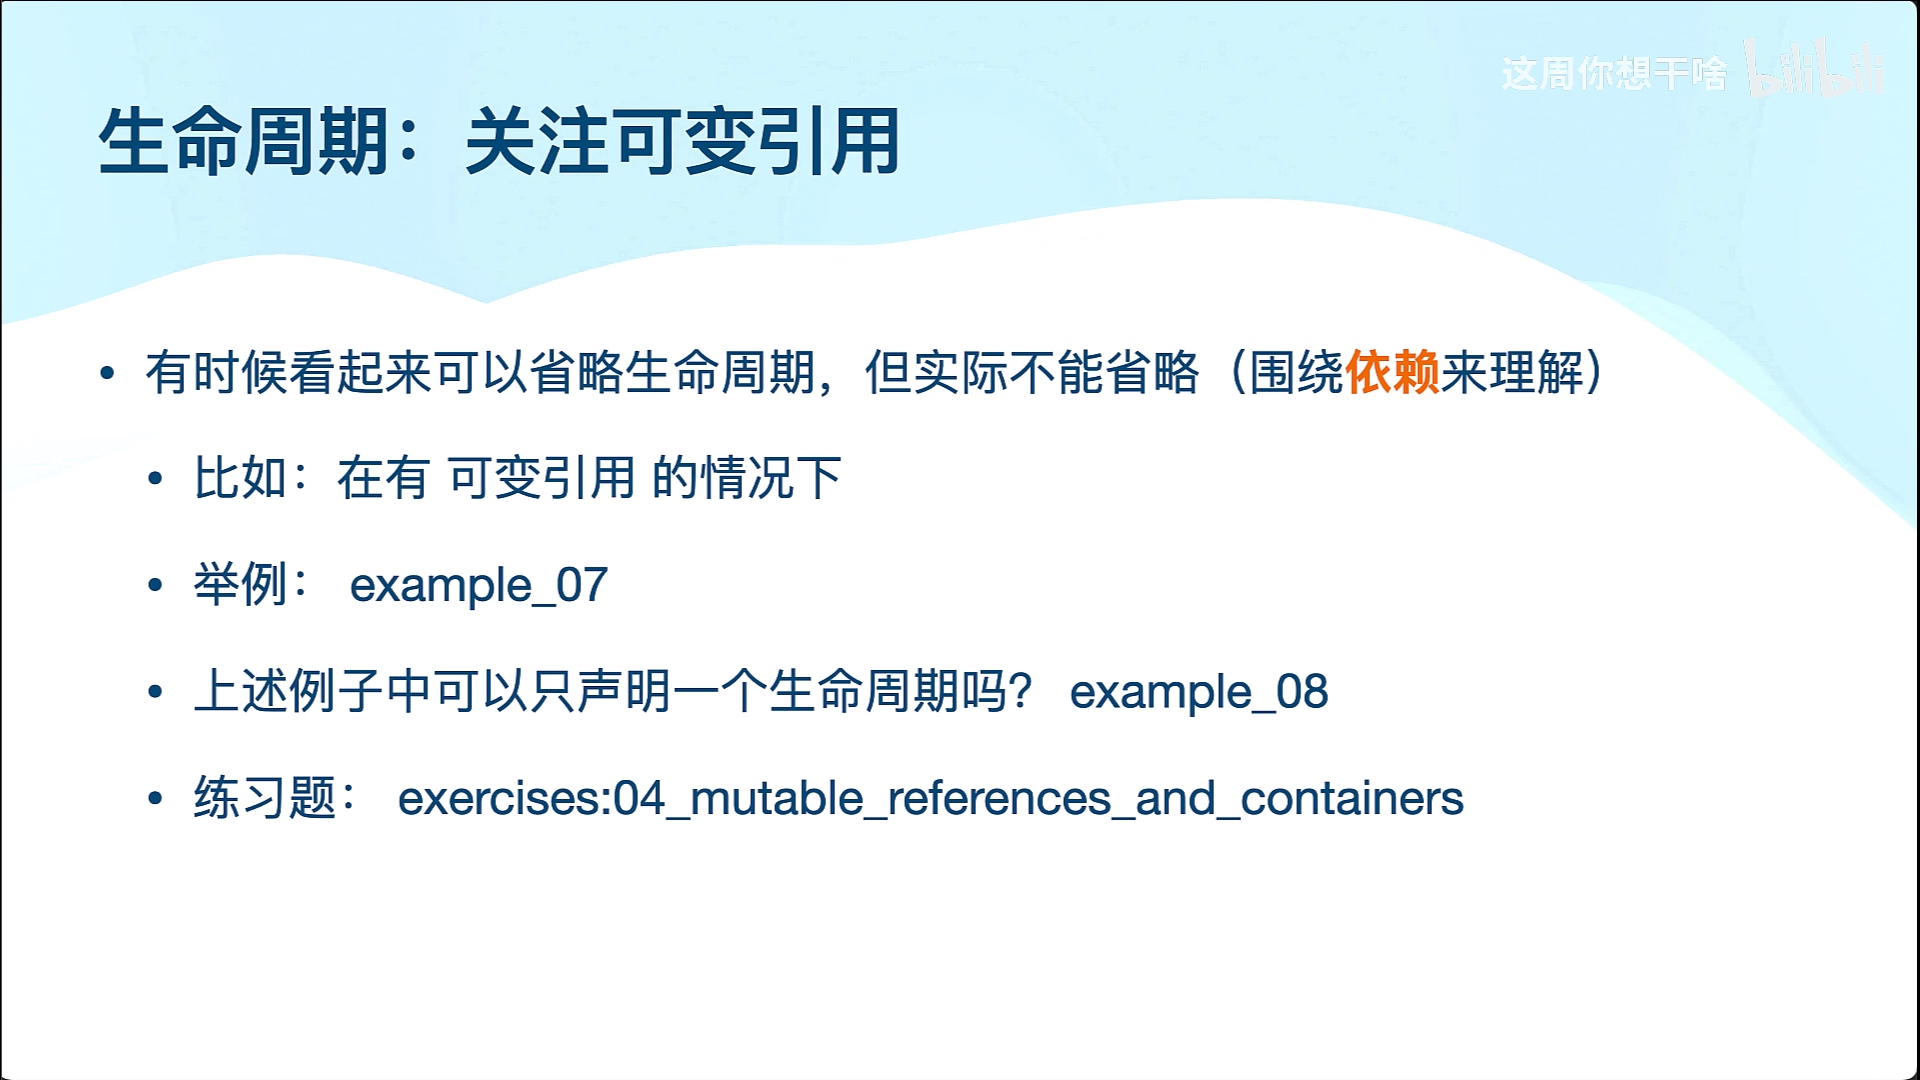 这周你想干啥 bilibili
生命周期：关注可变引用
• 有时候看起来可以省略生命周期，但实际不能省略（围绕依赖来理解）
• 比如：在有 可变引用 的情况下
• 举例： example_07
• 上述例子中可以只声明一个生命周期吗？ example_08
• 练习题： exercises:04_mutable_references_and_containers